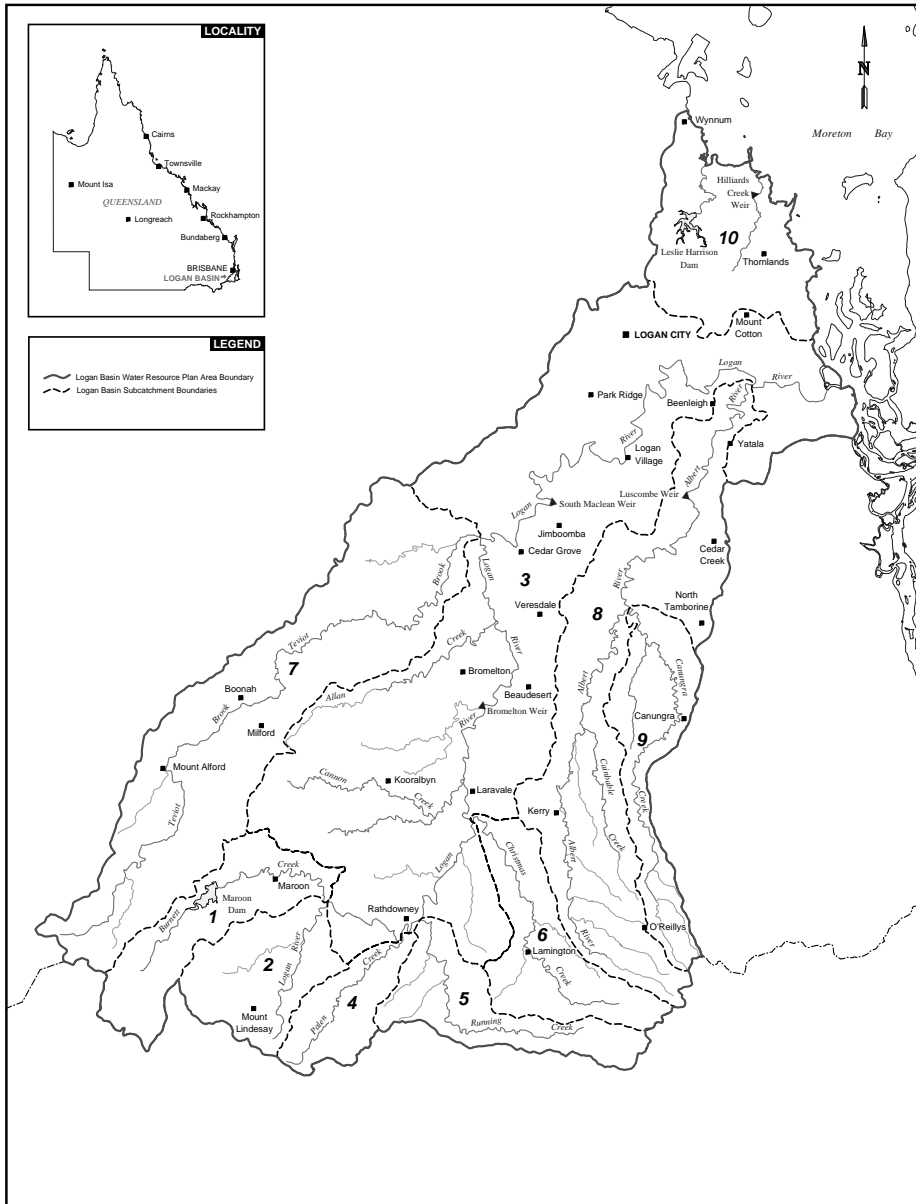 LOCALITY
Cairns
Townsville
Mount Isa
Mackay
QUEENSLAND
Longreach
Rockhampton
Bundaberg
BRISBANE
LOGAN BASIN
LEGEND
Logan Basin Water Resource Plan Area Boundary
Logan Basin Subcatchment Boundaries
N
Wynnum
Moreton Bay
Hilliards
Creek
Weir
10
Leslie Harrison
Dam
Thornlands
Mount
Cotton
LOGAN CITY
Logan
River
Park Ridge
Beenleigh
River
Yatala
River
Logan
Village
Albert
Luscombe Weir
Logan
South Maclean Weir
Jimboomba
Cedar Grove
Cedar
Creek
Brook
Logan
3
River
North
Tamborine
Veresdale
8
Teviot
Creek
River
7
Allan
Bromelton
Albert
Canungra
Boonah
Beaudesert
Brook
River
Bromelton Weir
Canungra
Milford
9
Mount Alford
Cannon
Kooralbyn
Cainbable
Creek
Creek
Laravale
Kerry
Teviot
Creek
Albert
Logan
Chrismas
Creek
Maroon
Maroon
Dam
Burnett
1
Rathdowney
River
6
River
O'Reillys
2
Logan
Creek
Lamington
Creek
4
5
Mount
Lindesay
Palen
Running
Creek